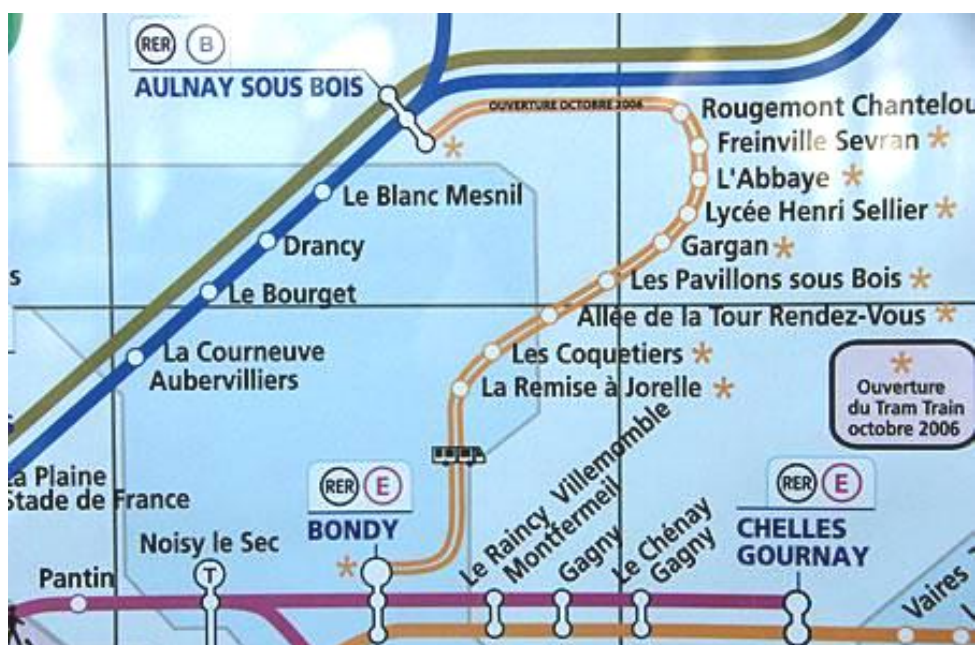 RER B
AULNAY SOUS BOIS
OUVERTURE OCTOBRE 2006
Rougemont Chantelou
Freinville Sevran *
L'Abbaye *
Lycée Henri Sellier *
Gargan *
Les Pavillons sous Bois *
Allée de la Tour Rendez-Vous *
Les Coquetiers *
La Remise à Jorelle *
*
Le Blanc Mesnil
Drancy
Le Bourget
La Courneuve
Aubervilliers
La Plaine
Stade de France
*
Ouverture
du Tram Train
octobre 2006
RER E
BONDY
*
RER E
CHELLES
GOURNAY
Noisy le Sec
T
Pantin
Le Raincy Villemomble
Montfermeil
Gagny
Le Chénay
Gagny
Vaires